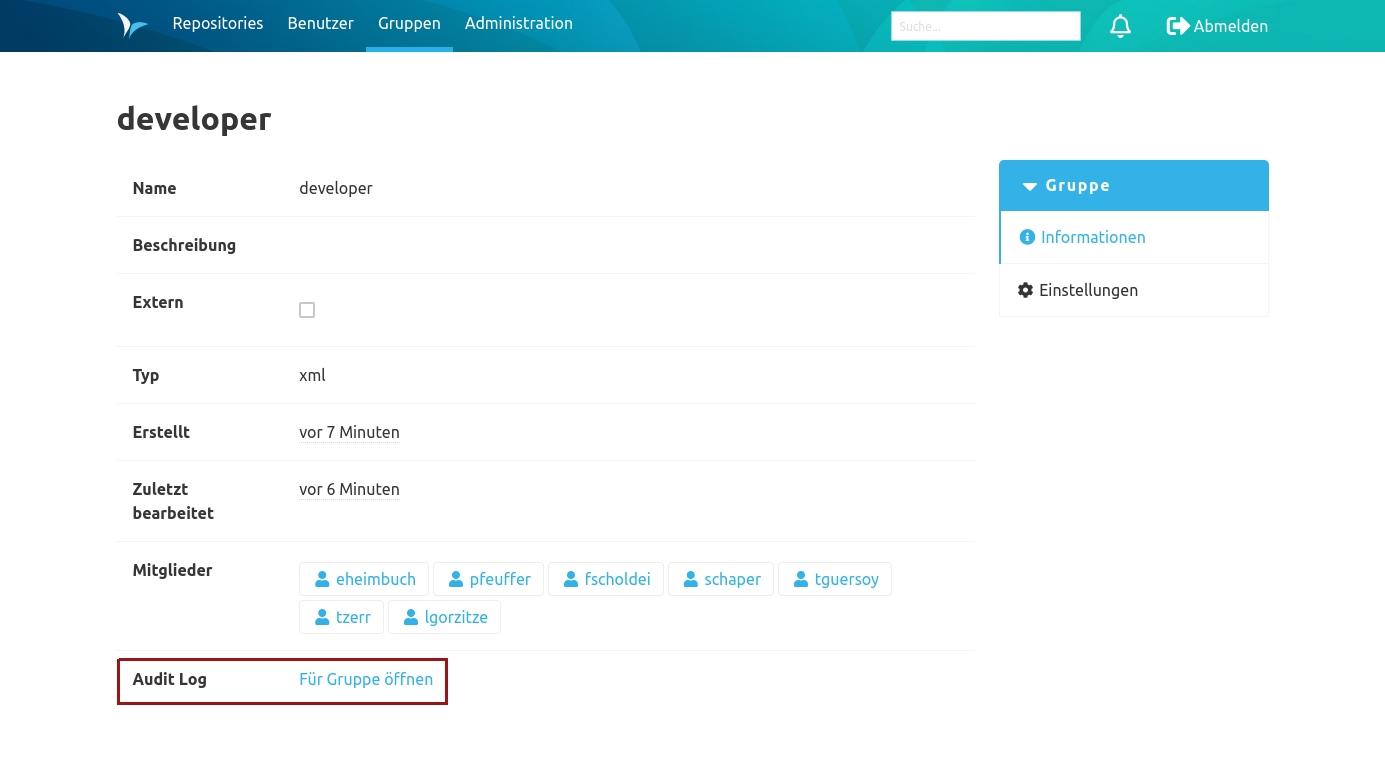 Repositories Benutzer Gruppen Administration Suche... Abmelden
developer
Name developer
Beschreibung
Extern
Typ xml
Erstellt vor 7 Minuten
Zuletzt bearbeitet vor 6 Minuten
Mitglieder eheimbuch pfeuffer fscholdei schaper tguersoy
tzerr lgorzitze
Audit Log Für Gruppe öffnen
Gruppe
Informationen
Einstellungen